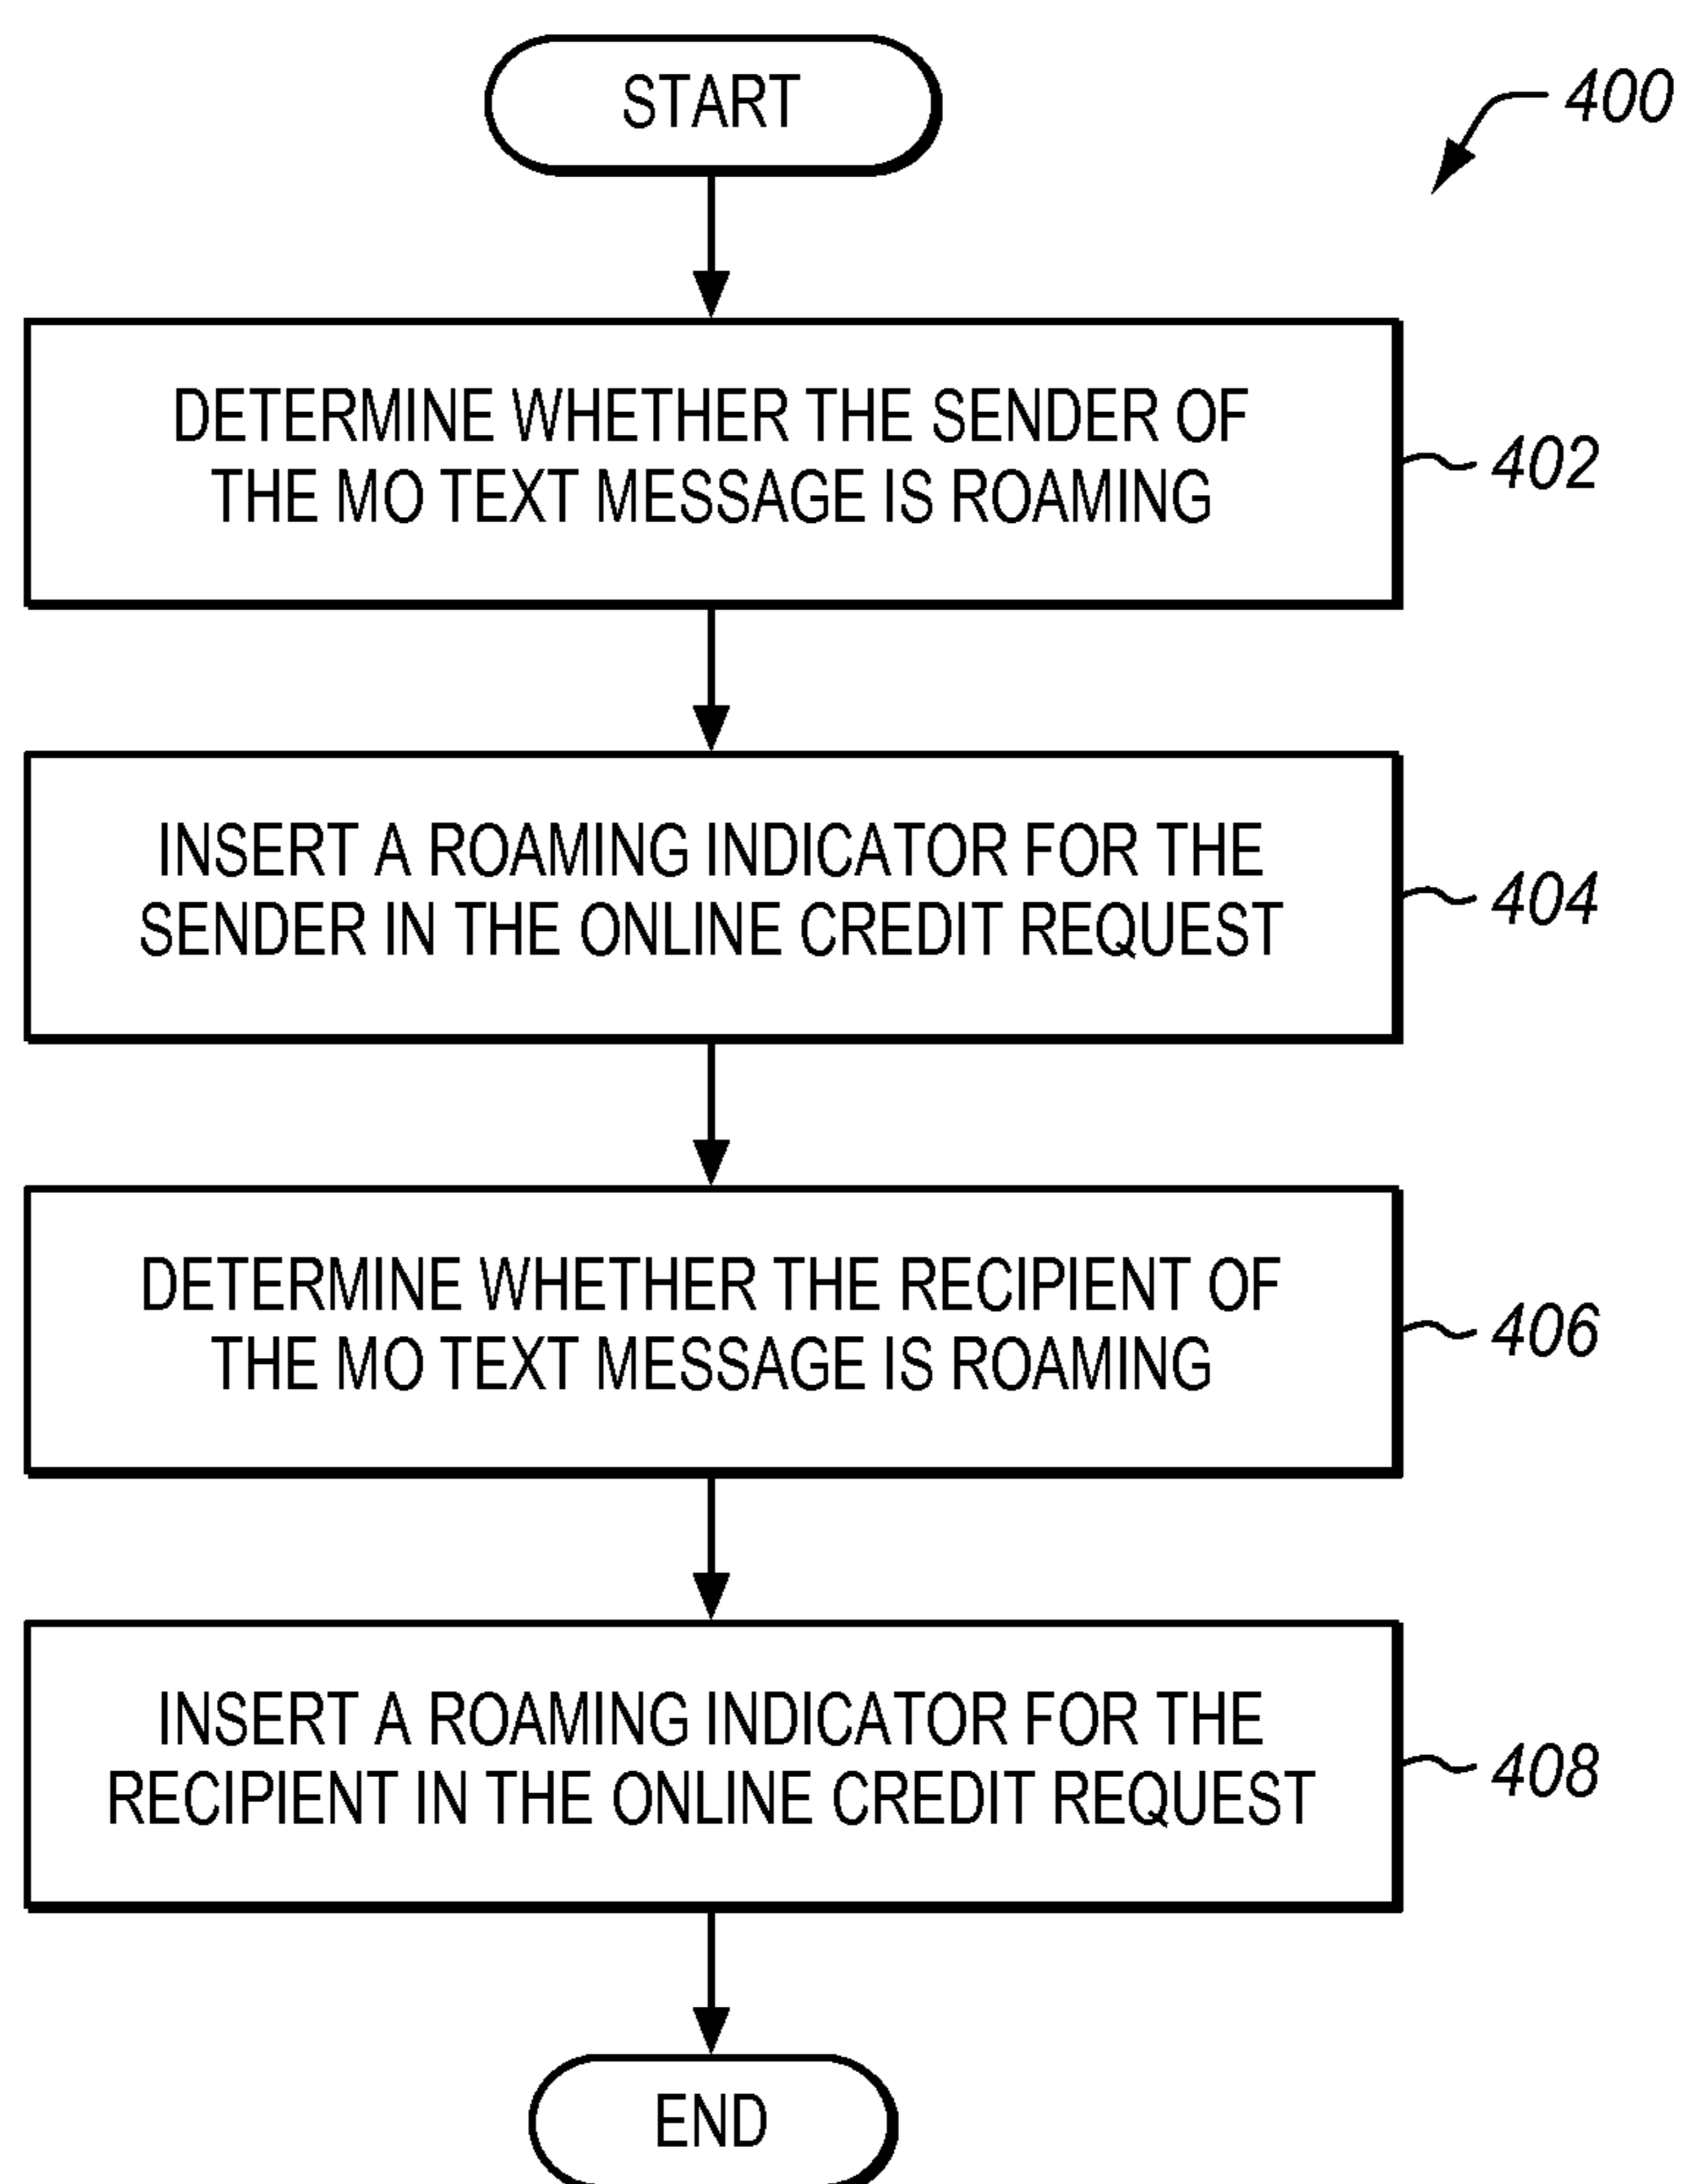 START
400
DETERMINE WHETHER THE SENDER OF
THE MO TEXT MESSAGE IS ROAMING
402
INSERT A ROAMING INDICATOR FOR THE
SENDER IN THE ONLINE CREDIT REQUEST
404
DETERMINE WHETHER THE RECIPIENT OF
THE MO TEXT MESSAGE IS ROAMING
406
INSERT A ROAMING INDICATOR FOR THE
RECIPIENT IN THE ONLINE CREDIT REQUEST
408
END